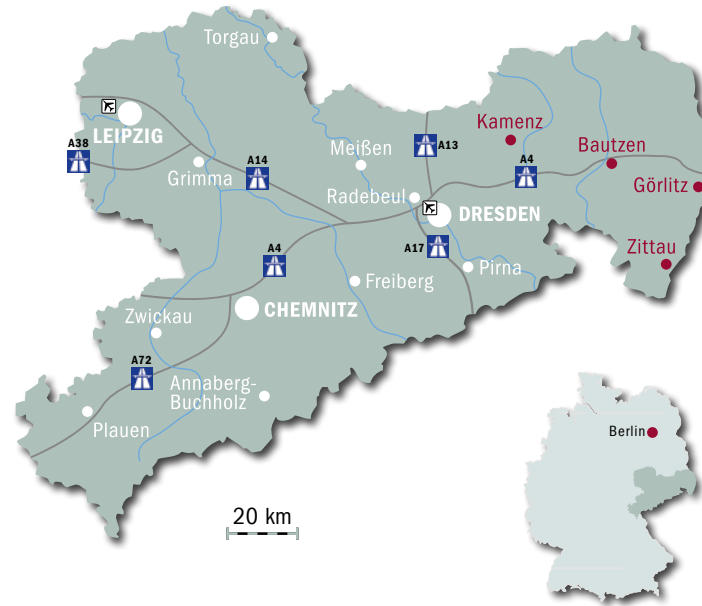 Torgau
LEIPZIG
A38
Grimma
A14
Meißen
A13
Kamenz
A4
Bautzen
Radebeul
Görlitz
DRESDEN
A17
A4
Pirna
Zittau
Freiberg
CHEMNITZ
Zwickau
A72
Annaberg-
Buchholz
Plauen
Berlin
20 km